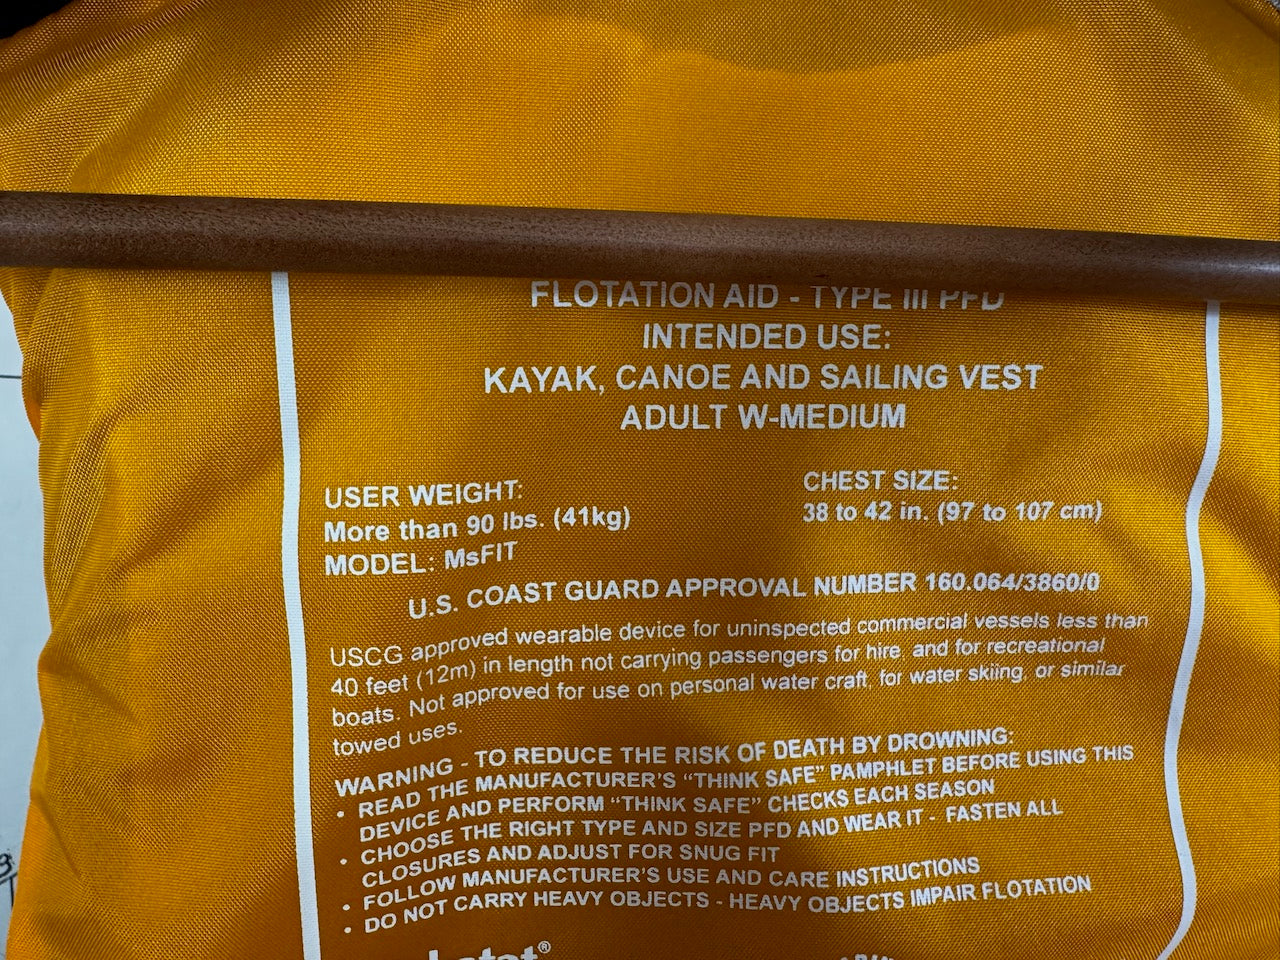 FLOTATION AID - TYPE III PFD
INTENDED USE:
KAYAK, CANOE AND SAILING VEST
ADULT W-MEDIUM
USER WEIGHT:
More than 90 lbs. (41kg)
MODEL: MsFIT
CHEST SIZE:
38 to 42 in. (97 to 107 cm)
U.S. COAST GUARD APPROVAL NUMBER 160.064/3860/0
USCG approved wearable device for uninspected commercial vessels less than
40 feet (12m) in length not carrying passengers for hire, and for recreational
boats. Not approved for use on personal water craft, for water skiing, or similar
towed uses.
WARNING - TO REDUCE THE RISK OF DEATH BY DROWNING:
• READ THE MANUFACTURER'S “THINK SAFE” PAMPHLET BEFORE USING THIS
DEVICE AND PERFORM “THINK SAFE” CHECKS EACH SEASON
• CHOOSE THE RIGHT TYPE AND SIZE PFD AND WEAR IT - FASTEN ALL
CLOSURES AND ADJUST FOR SNUG FIT
• FOLLOW MANUFACTURER'S USE AND CARE INSTRUCTIONS
• DO NOT CARRY HEAVY OBJECTS - HEAVY OBJECTS IMPAIR FLOTATION